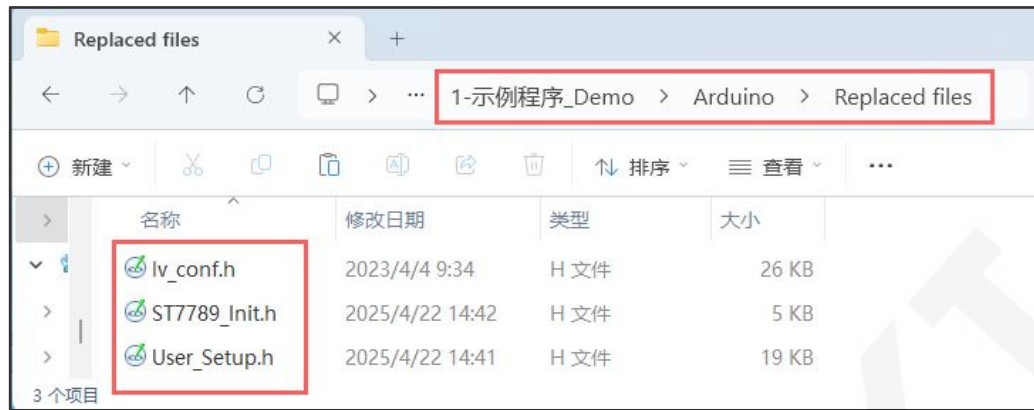 Replaced files
1-示例程序_Demo > Arduino > Replaced files
新建 排序 查看
名称 修改日期 类型 大小
lv_conf.h 2023/4/4 9:34 H 文件 26 KB
ST7789_Init.h 2025/4/22 14:42 H 文件 5 KB
User_Setup.h 2025/4/22 14:41 H 文件 19 KB
3 个项目